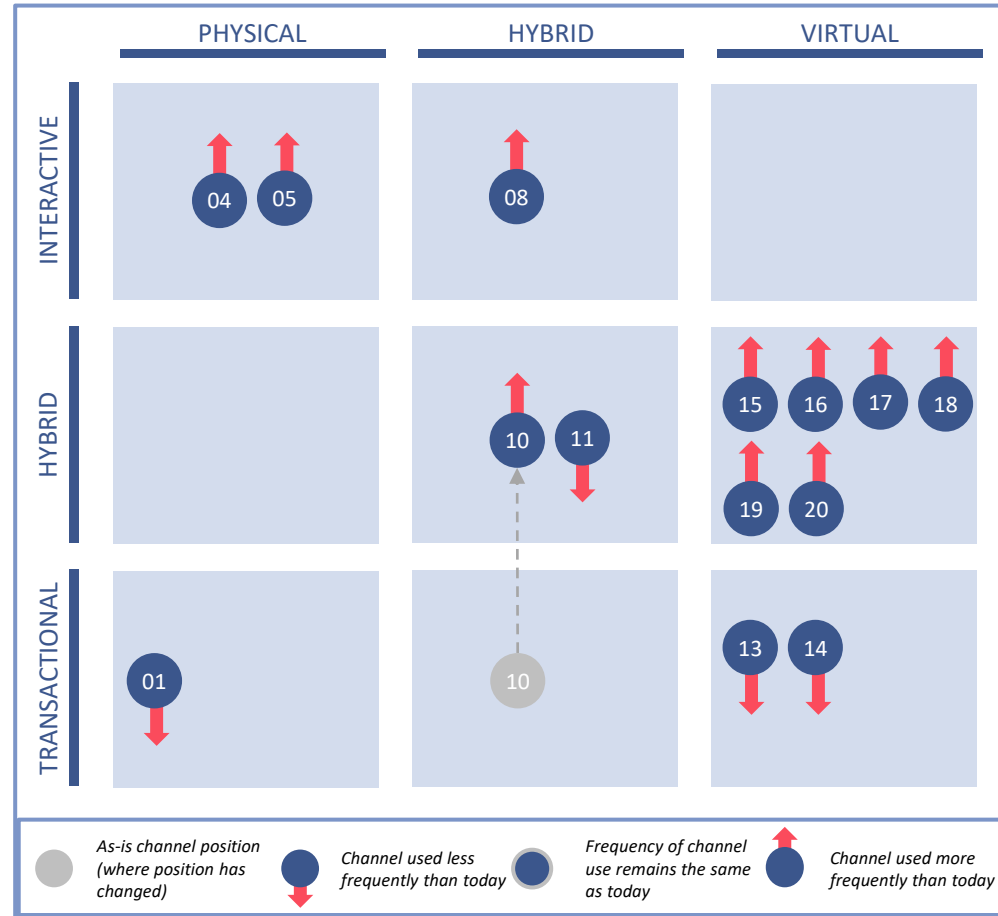 PHYSICAL HYBRID VIRTUAL
INTERACTIVE
04 05 08
HYBRID
15 16 17 18
10 11
19 20
TRANSACTIONAL
13 14
01 10
As-is channel position
(where position has
changed)
Channel used less
frequently than today
Frequency of channel
use remains the same
as today
Channel used more
frequently than today